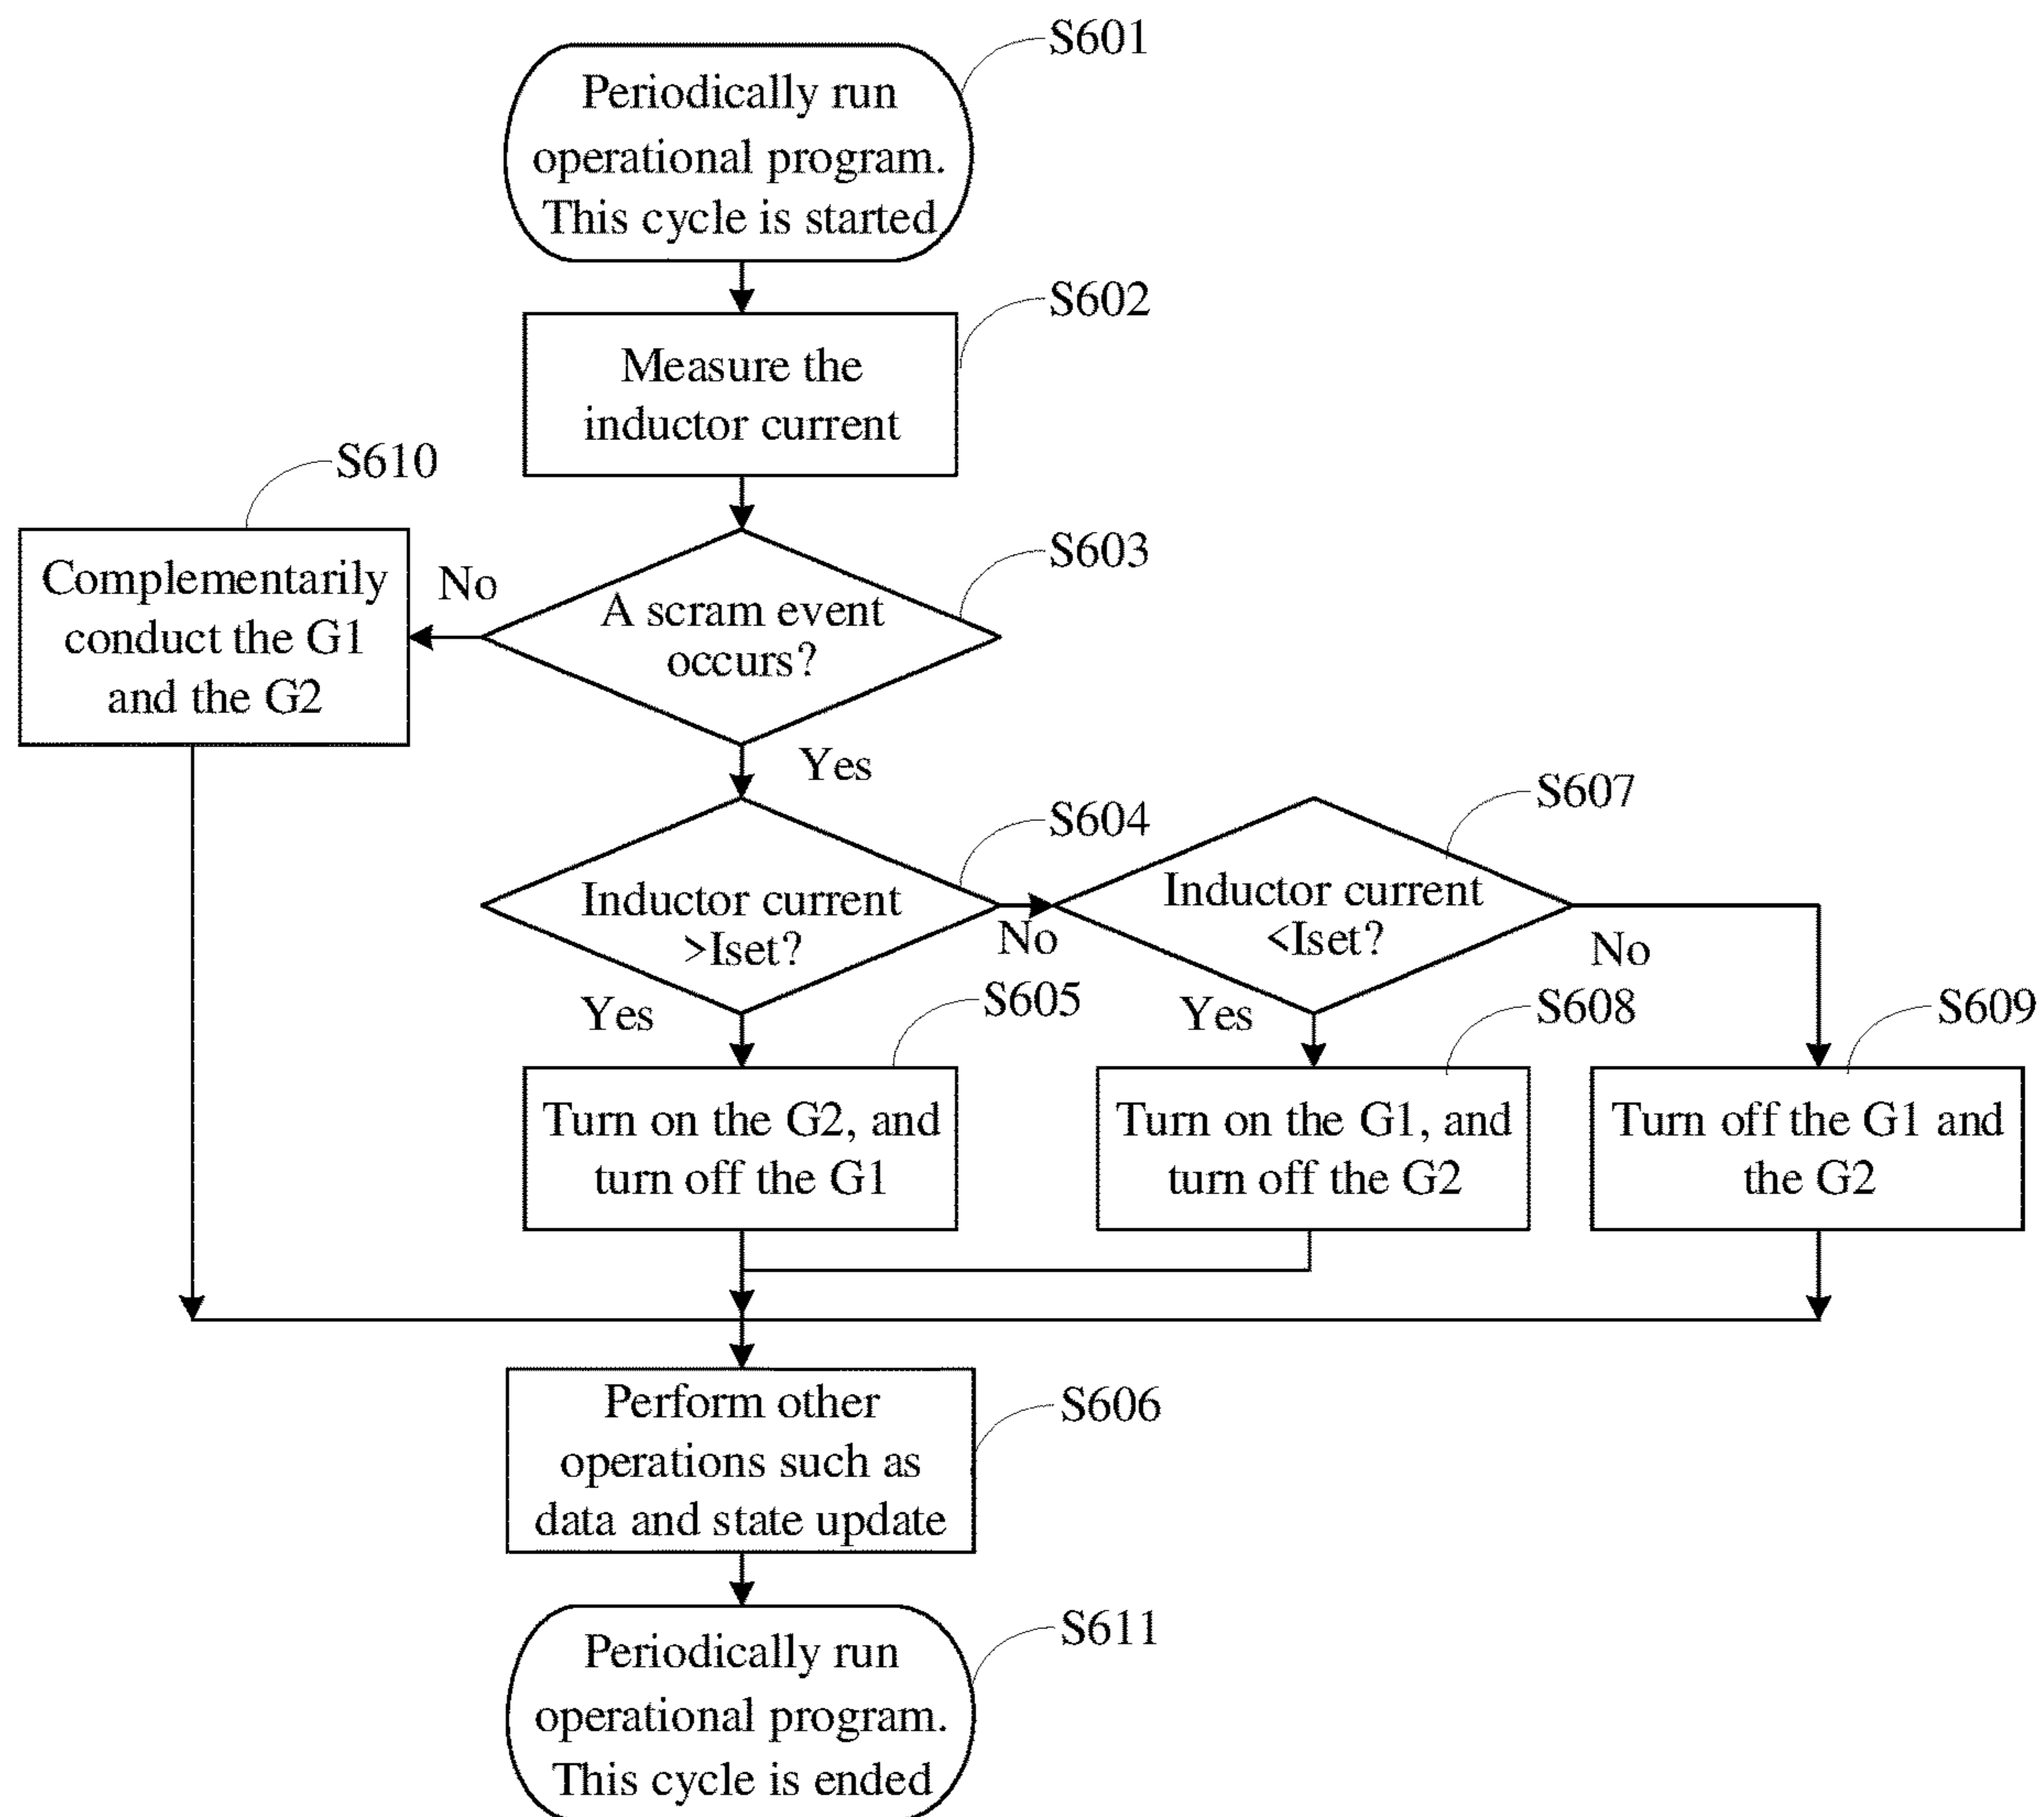 S601
Periodically run
operational program.
This cycle is started
S602
Measure the
inductor current
S610
Complementarily
conduct the G1
and the G2
No
S603
A scram event
occurs?
Yes
S604
Inductor current
>Iset?
No
S607
Inductor current
<Iset?
No
Yes
S605
Turn on the G2, and
turn off the G1
Yes
S608
Turn on the G1, and
turn off the G2
S609
Turn off the G1 and
the G2
S606
Perform other
operations such as
data and state update
S611
Periodically run
operational program.
This cycle is ended